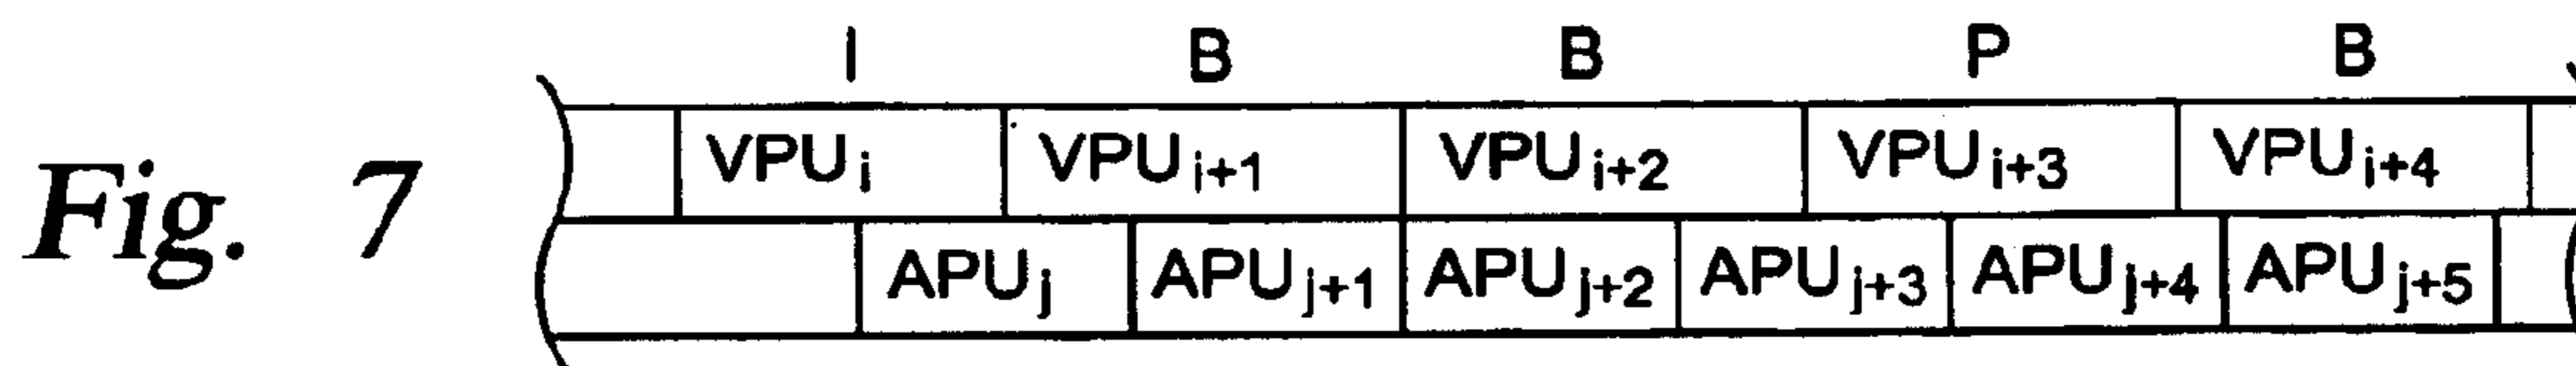 I B B P B
Fig. 7
VPUi VPUi+1 VPUi+2 VPUi+3 VPUi+4
APUj APUj+1 APUj+2 APUj+3 APUj+4 APUj+5